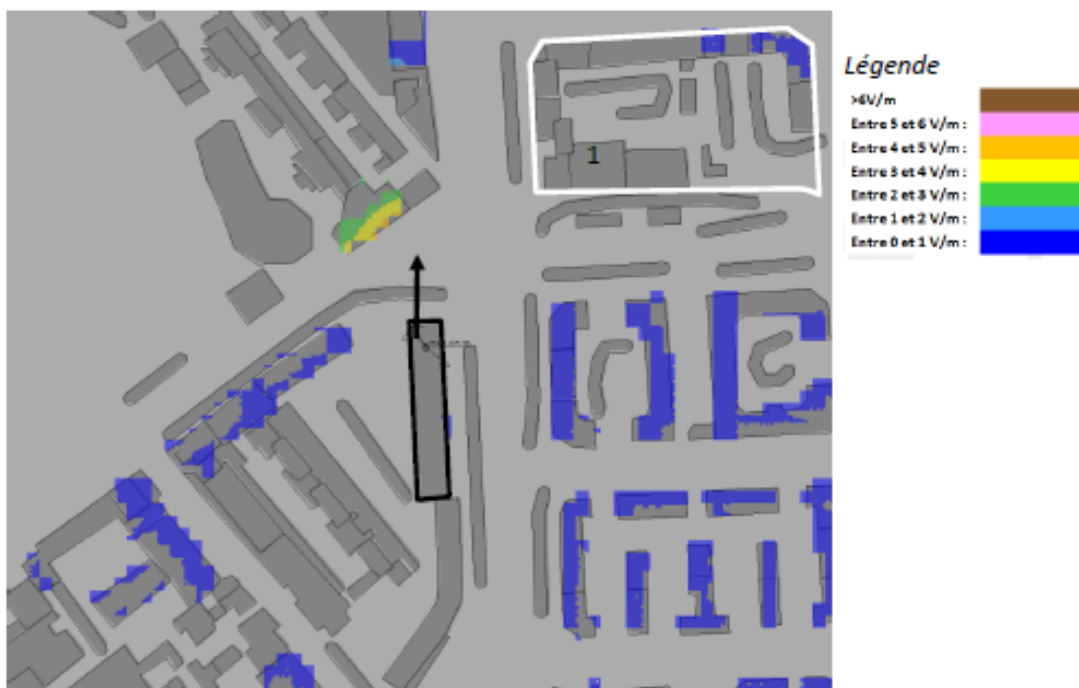 Légende
>6V/m
Entre 5 et 6 V/m :
Entre 4 et 5 V/m :
Entre 3 et 4 V/m :
Entre 2 et 3 V/m :
Entre 1 et 2 V/m :
Entre 0 et 1 V/m :
1